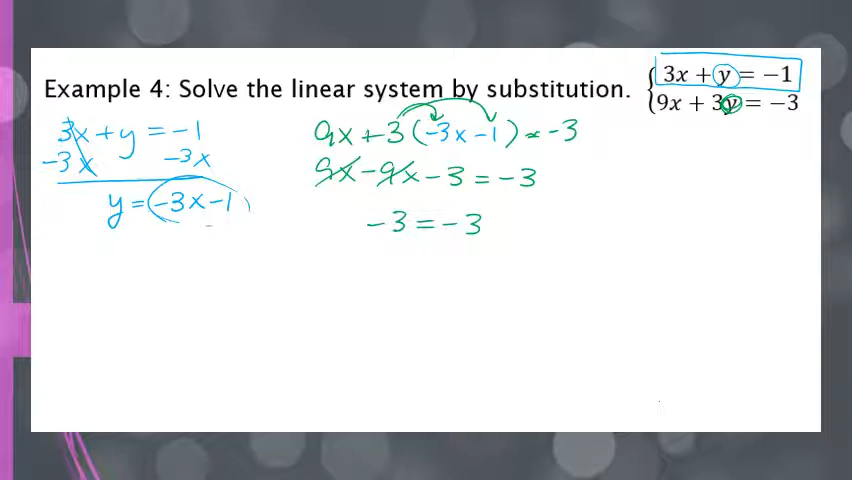 Example 4: Solve the linear system by substitution.
3x + y = −1
9x + 3y = −3
3x + y = -1
-3x -3x
y = -3x - 1
9x + 3(-3x - 1) = -3
9x - 9x - 3 = -3
-3 = -3